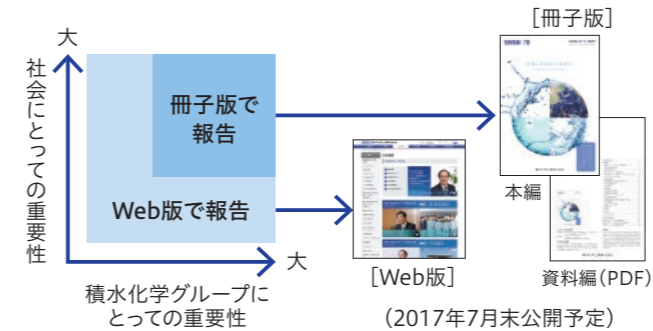 [冊子版]
大
社会にとっての重要性
冊子版で
報告
Web版で報告
大
積水化学グループに
とっての重要性
本編
[Web版]
資料編(PDF)
(2017年7月末公開予定)